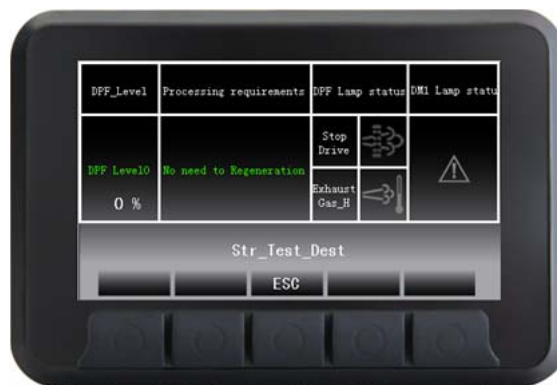 DPF_Level
Processing requirements
DPF Lamp status
DM1 Lamp statu
DPF Level0
0 %
No need to Regeneration
Stop
Drive
Exhaust
Gas_H
Str_Test_Dest
ESC